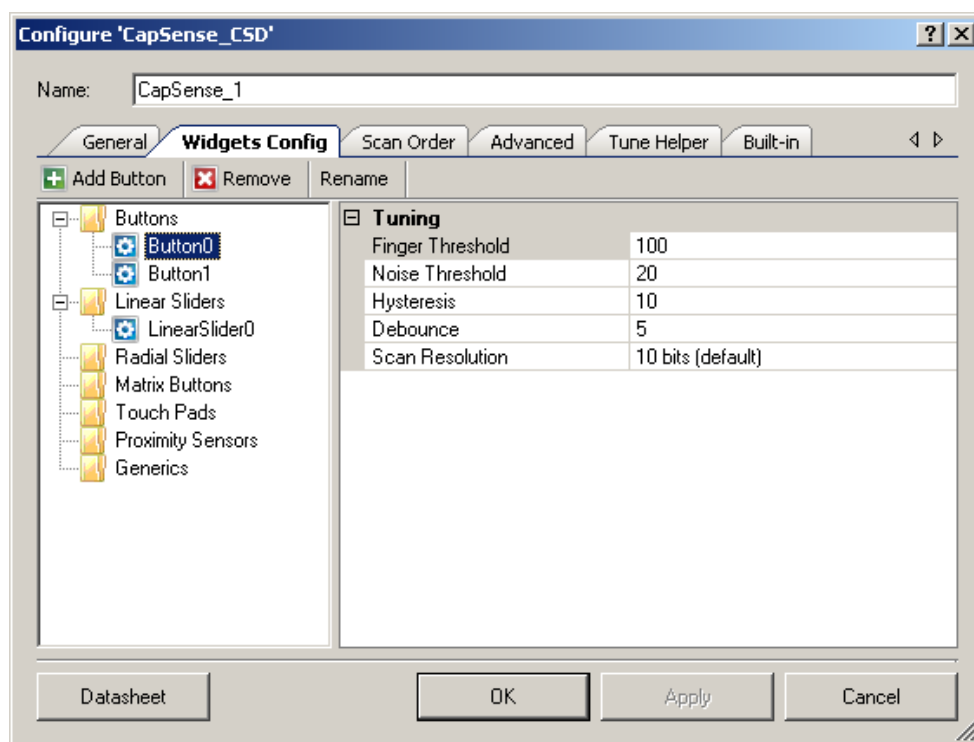 Configure 'CapSense_CSD'
Name: CapSense_1
General Widgets Config Scan Order Advanced Tune Helper Built-in
Add Button Remove Rename
Buttons
Button0
Button1
Linear Sliders
LinearSlider0
Radial Sliders
Matrix Buttons
Touch Pads
Proximity Sensors
Generics
Tuning
Finger Threshold 100
Noise Threshold 20
Hysteresis 10
Debounce 5
Scan Resolution 10 bits (default)
Datasheet OK Apply Cancel